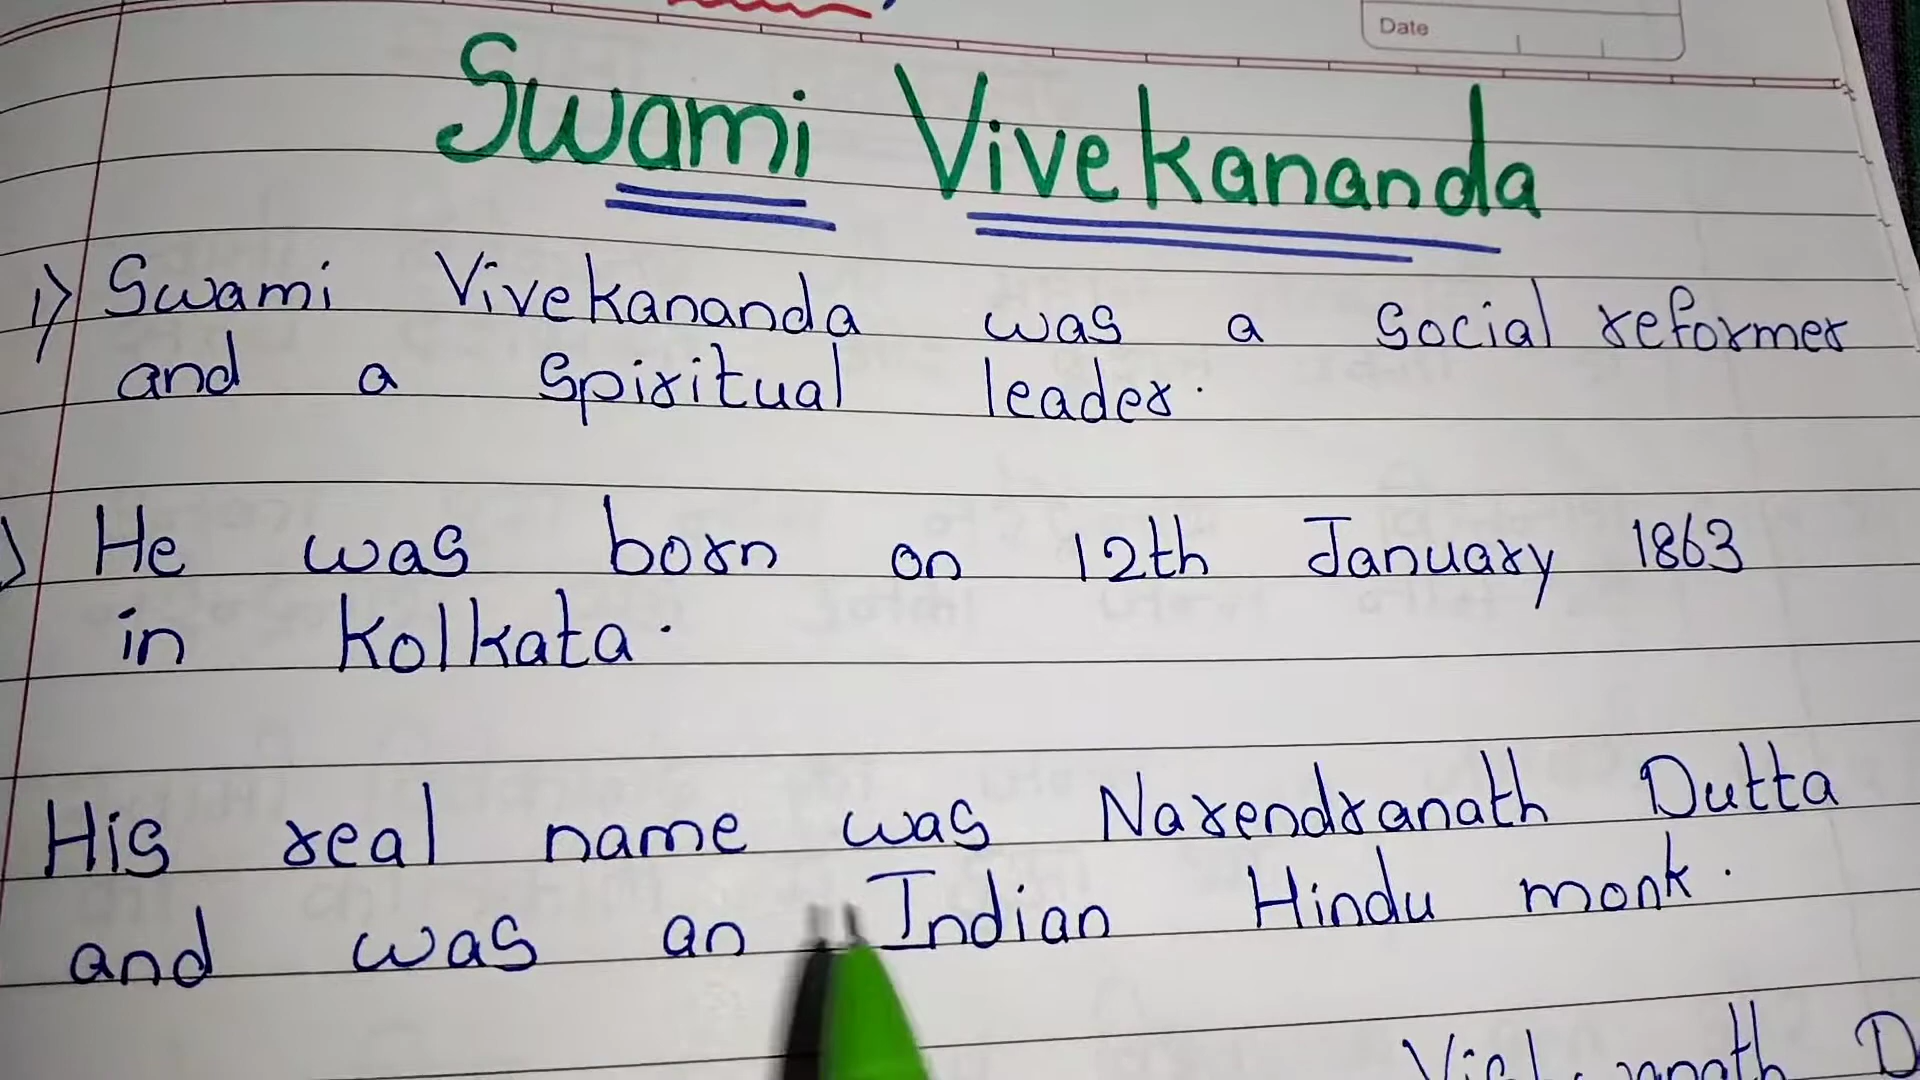 Date
Swami Vivekananda
1) Swami Vivekananda was a social reformer
and a spiritual leader.
) He was born on 12th January 1863
in Kolkata.
His real name was Narendranath Dutta
and was an Indian Hindu monk.